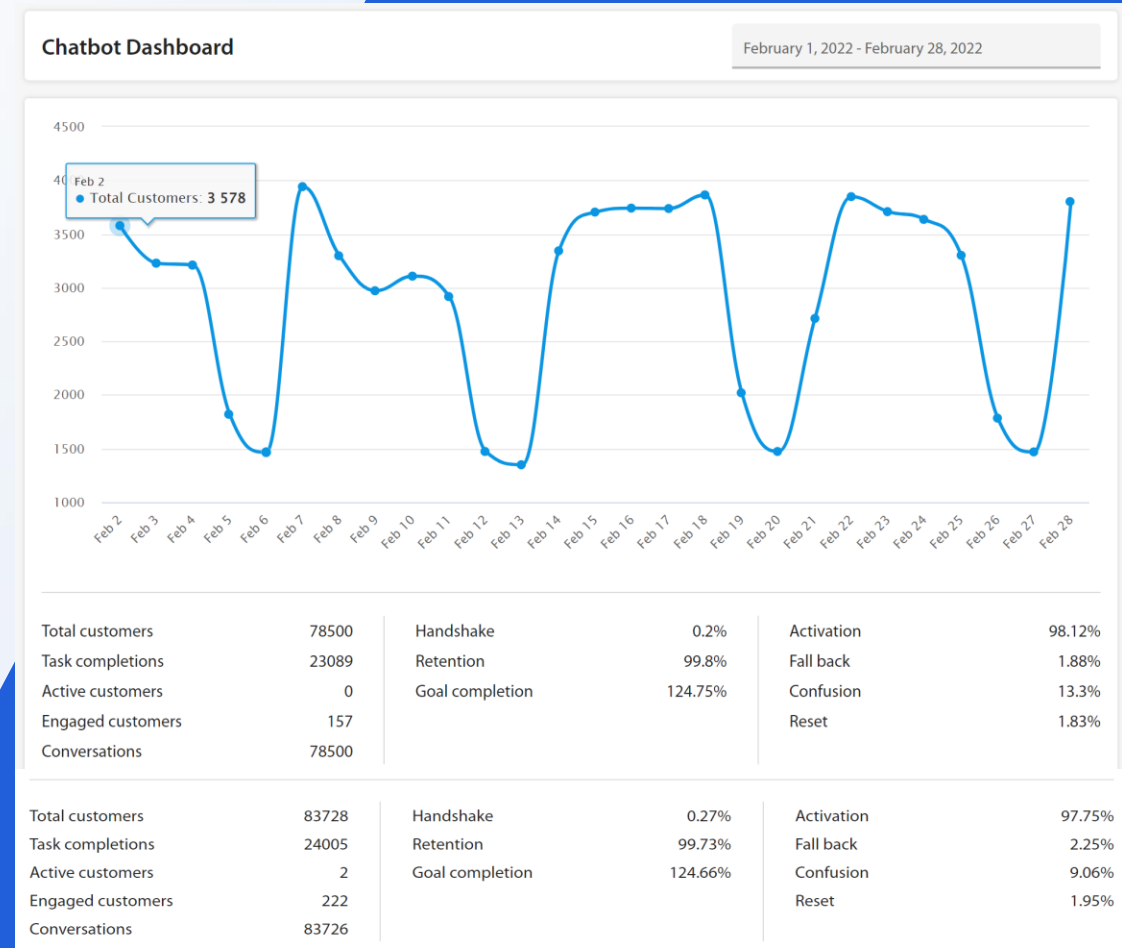 Chatbot Dashboard
February 1, 2022 - February 28, 2022
4500
40
Feb 2
Total Customers: 3 578
3500
3000
2500
2000
1500
1000
Feb 2 Feb 3 Feb 4 Feb 5 Feb 6 Feb 7 Feb 8 Feb 9 Feb 10 Feb 11 Feb 12 Feb 13 Feb 14 Feb 15 Feb 16 Feb 17 Feb 18 Feb 19 Feb 20 Feb 21 Feb 22 Feb 23 Feb 24 Feb 25 Feb 26 Feb 27 Feb 28
Total customers 78500 Handshake 0.2% Activation 98.12%
Task completions 23089 Retention 99.8% Fall back 1.88%
Active customers 0 Goal completion 124.75% Confusion 13.3%
Engaged customers 157 Reset 1.83%
Conversations 78500
Total customers 83728 Handshake 0.27% Activation 97.75%
Task completions 24005 Retention 99.73% Fall back 2.25%
Active customers 2 Goal completion 124.66% Confusion 9.06%
Engaged customers 222 Reset 1.95%
Conversations 83726